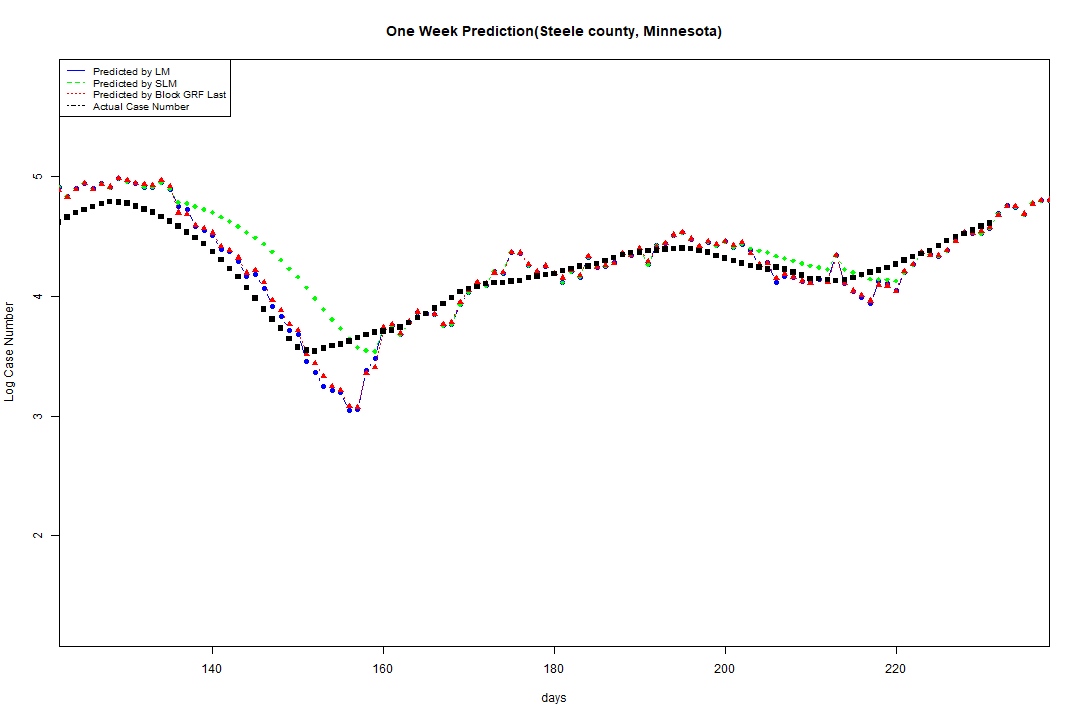 One Week Prediction(Steele county, Minnesota)
Predicted by LM
Predicted by SLM
Predicted by Block GRF Last
Actual Case Number
Log Case Number
5
4
3
2
140 160 180 200 220
days